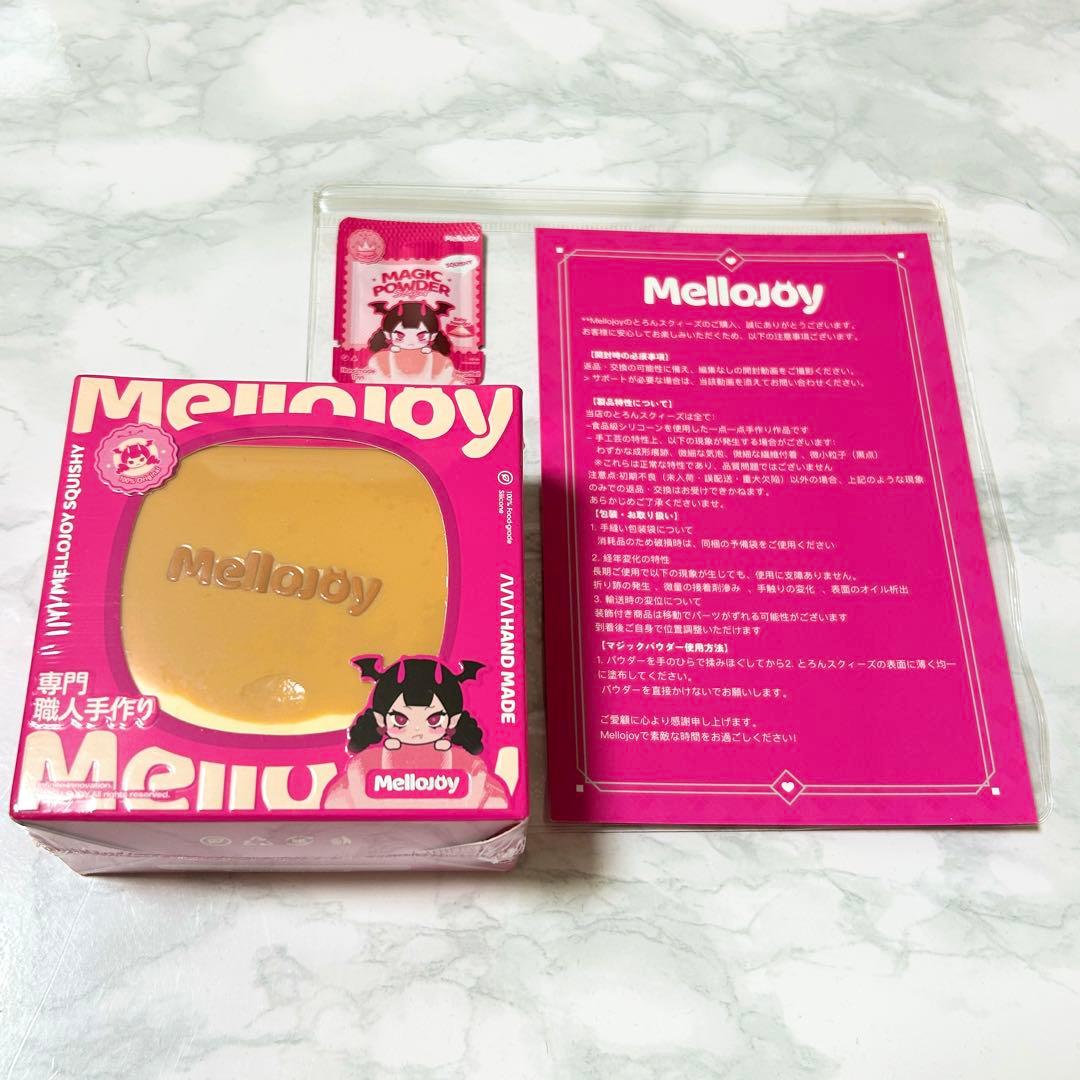 Mellojoy
100% Original
MELLOJOY SQUISHY
100% Food-grade
Silicone
HAND MADE
Mellojoy
専門
職人手作り
Mellojoy
Mellojoy
Infinite innovation.
JOY All rights reserved.
Mellojoy
SQUISHY
MAGIC
POWDER
Mellojoy
**Mellojoyのとろんスクィーズのご購入、誠にありがとうございます。
お客様に安心してお楽しみいただくため、以下の注意事項ございます。
【開封時の必須事項】
返品・交換の可能性に備え、編集なしの開封動画をご撮影ください。
> サポートが必要な場合は、当該動画を添えてお問い合わせください。
【製品特性について】
当店のとろんスクィーズは全て:
–食品級シリコーンを使用した一点一点手作り作品です
– 手工芸の特性上、以下の現象が発生する場合がございます:
わずかな成形痕跡、微細な気泡、微細な繊維付着 、微小粒子（黒点）
※これらは正常な特性であり、品質問題ではございません
注意点:初期不良（未入荷・誤配送・重大欠陥）以外の場合、上記のような現象
のみでの返品・交換はお受けできかねます。
あらかじめご了承くださいませ。
【包装・お取り扱い】
1. 手縫い包装袋について
消耗品のため破損時は、同梱の予備袋をご使用ください
2. 経年変化の特性
長期ご使用で以下の現象が生じても、使用に支障ありません。
折り跡の発生 、微量の接着剤滲み 、手触りの変化 、表面のオイル析出
3. 輸送時の変位について
装飾付き商品は移動でパーツがずれる可能性がございます
到着後ご自身で位置調整いただけます
【マジックパウダー使用方法】
1. パウダーを手のひらで揉みほぐしてから2. とろんスクィーズの表面に薄く均一
に塗布してください。
パウダーを直接かけないでお願いします。
ご愛顧に心より感謝申し上げます。
Mellojoyで素敵な時間をお過ごしください!